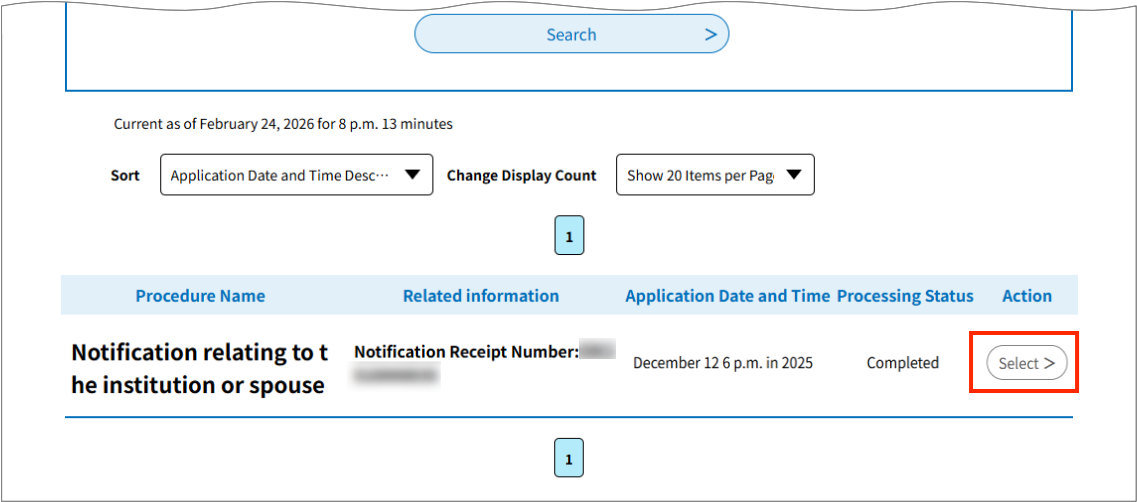 Search >
Current as of February 24, 2026 for 8 p.m. 13 minutes
Sort Application Date and Time Desc… Change Display Count Show 20 Items per Pag
1
Procedure Name Related information Application Date and Time Processing Status Action
Notification relating to t
he institution or spouse
Notification Receipt Number:
December 12 6 p.m. in 2025
Completed
Select >
1